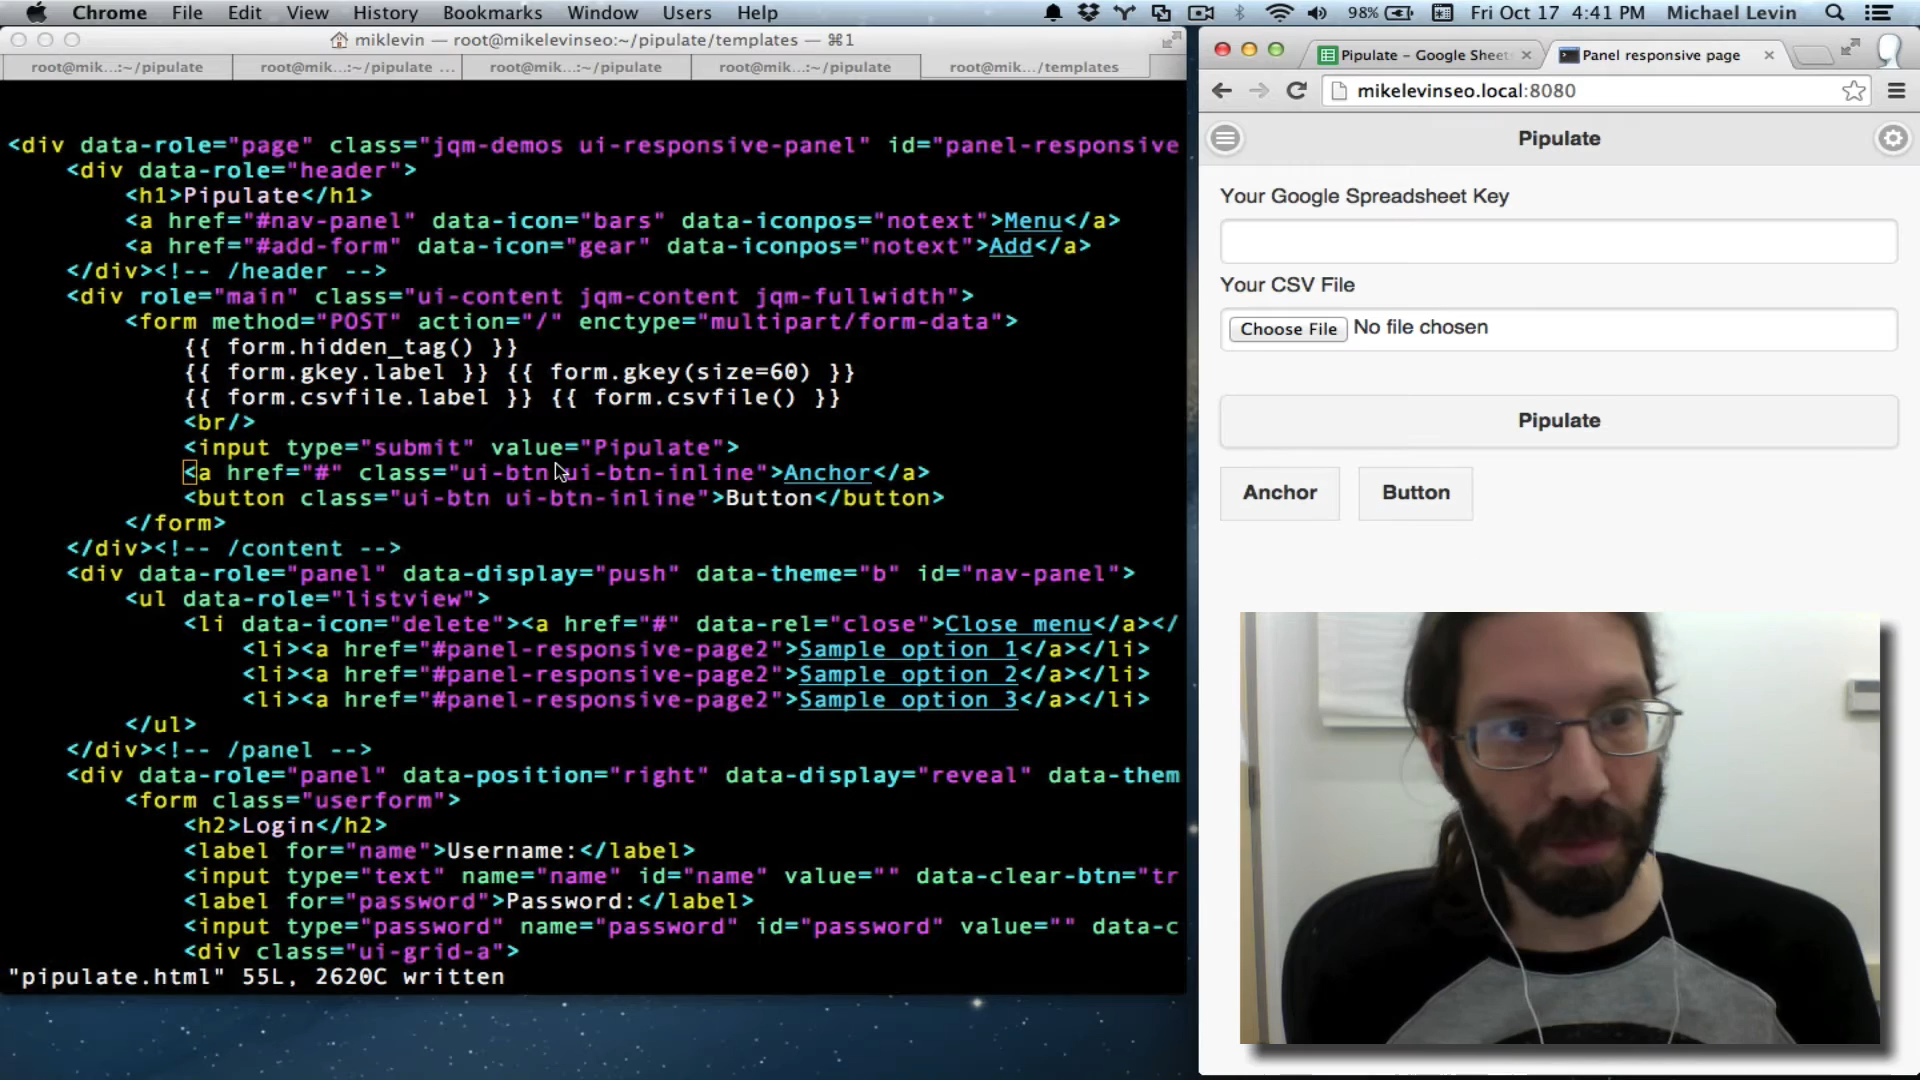 Chrome File Edit View History Bookmarks Window Users Help 98% Fri Oct 17 4:41 PM Michael Levin
miklevin — root@mikelevinseo:~/pipulate/templates — ⌘1
root@mik...:~/pipulate root@mik...:~/pipulate ... root@mik...:~/pipulate root@mik...:~/pipulate root@mik.../templates
<div data-role="page" class="jqm-demos ui-responsive-panel" id="panel-responsive
<div data-role="header">
<h1>Pipulate</h1>
<a href="#nav-panel" data-icon="bars" data-iconpos="notext">Menu</a>
<a href="#add-form" data-icon="gear" data-iconpos="notext">Add</a>
</div><!-- /header -->
<div role="main" class="ui-content jqm-content jqm-fullwidth">
<form method="POST" action="/" enctype="multipart/form-data">
{{ form.hidden_tag() }}
{{ form.gkey.label }} {{ form.gkey(size=60) }}
{{ form.csvfile.label }} {{ form.csvfile() }}
<br/>
<input type="submit" value="Pipulate">
<a href="#" class="ui-btn ui-btn-inline">Anchor</a>
<button class="ui-btn ui-btn-inline">Button</button>
</form>
</div><!-- /content -->
<div data-role="panel" data-display="push" data-theme="b" id="nav-panel">
<ul data-role="listview">
<li data-icon="delete"><a href="#" data-rel="close">Close menu</a></
<li><a href="#panel-responsive-page2">Sample option 1</a></li>
<li><a href="#panel-responsive-page2">Sample option 2</a></li>
<li><a href="#panel-responsive-page2">Sample option 3</a></li>
</ul>
</div><!-- /panel -->
<div data-role="panel" data-position="right" data-display="reveal" data-them
<form class="userform">
<h2>Login</h2>
<label for="name">Username:</label>
<input type="text" name="name" id="name" value="" data-clear-btn="tr
<label for="password">Password:</label>
<input type="password" name="password" id="password" value="" data-c
<div class="ui-grid-a">
"pipulate.html" 55L, 2620C written
Pipulate – Google Sheet Panel responsive page
mikelevinseo.local:8080
Pipulate
Your Google Spreadsheet Key
Your CSV File
Choose File No file chosen
Pipulate
Anchor Button